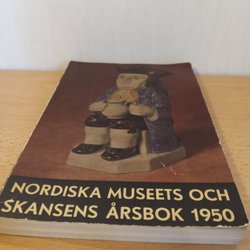 NORDISKA MUSEETS OCH
SKANSENS ÅRSBOK 1950